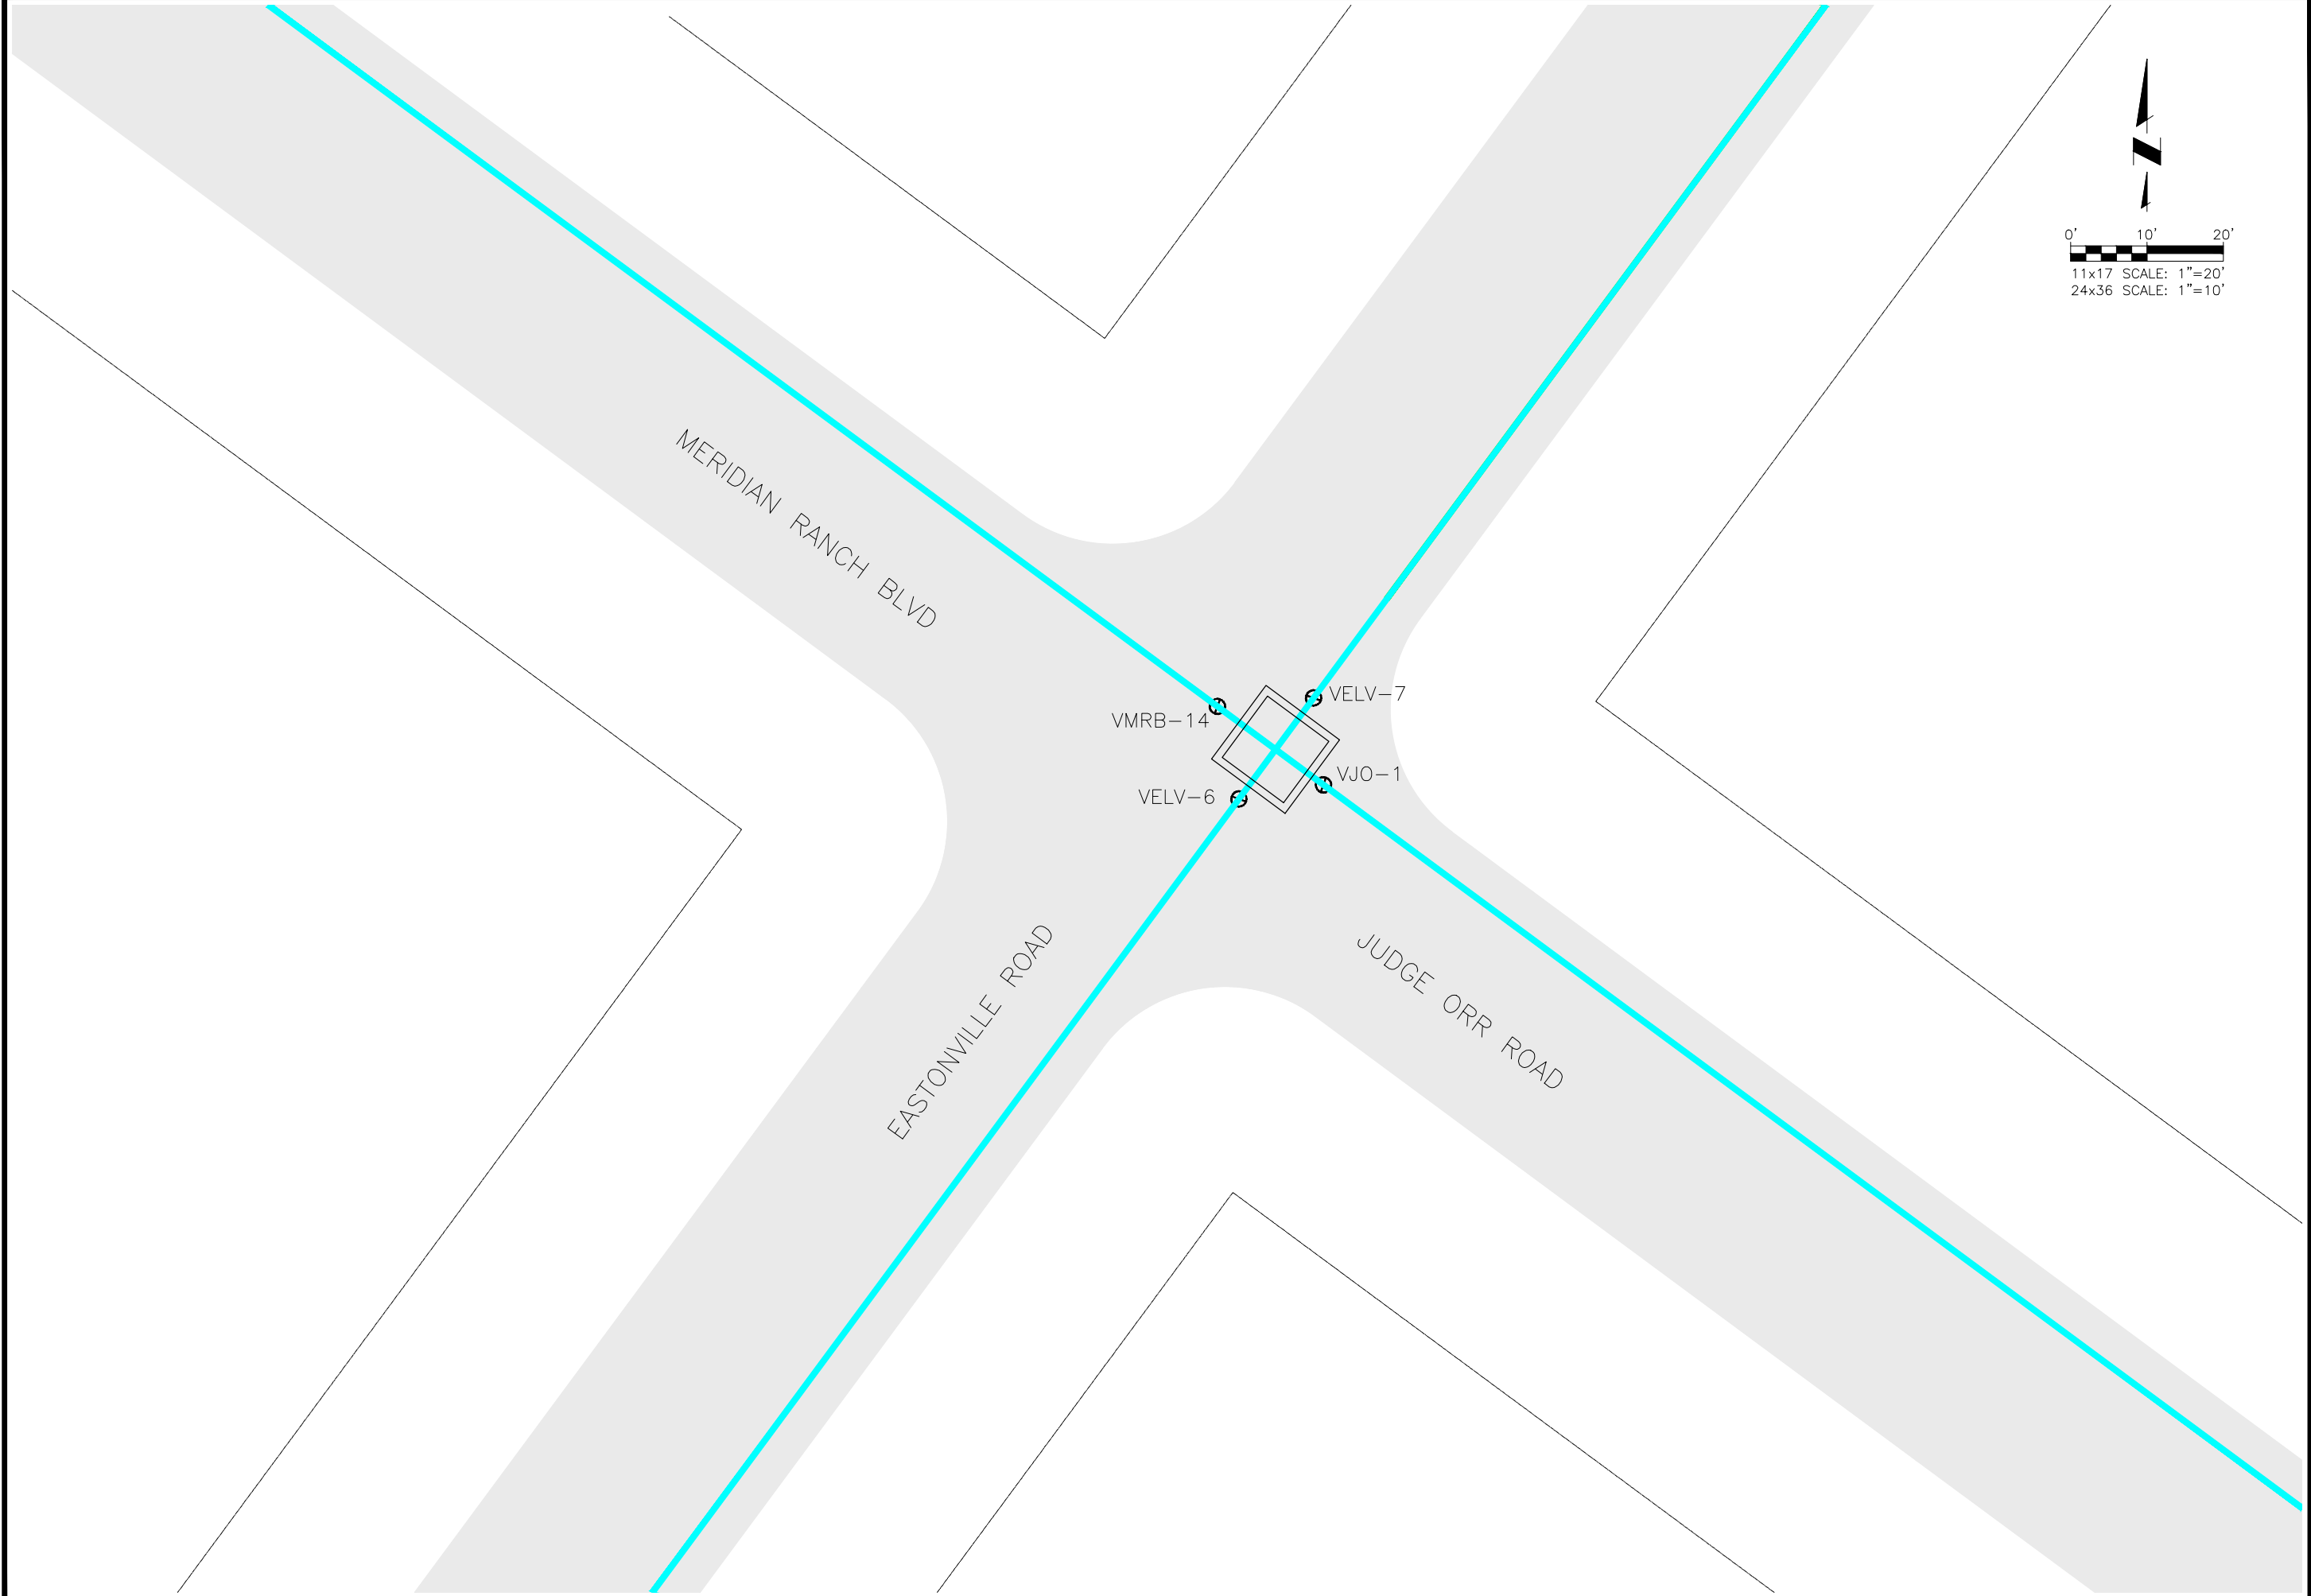 0' 10' 20'
11x17 SCALE: 1"=20'
24x36 SCALE: 1"=10'
MERIDIAN RANCH BLVD
VELV-7
VMRB-14
VJO-1
VELV-6
EASTONVILLE ROAD
JUDGE ORR ROAD